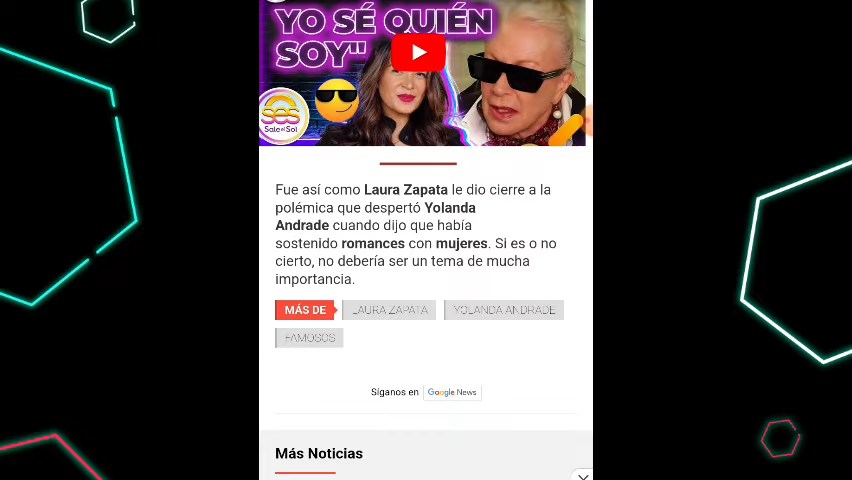 YO SÉ QUIÉN
SOY"
ses
Sale el Sol
Fue así como Laura Zapata le dio cierre a la
polémica que despertó Yolanda
Andrade cuando dijo que había
sostenido romances con mujeres. Si es o no
cierto, no debería ser un tema de mucha
importancia.
MÁS DE LAURA ZAPATA YOLANDA ANDRADE
FAMOSOS
Síganos en Google News
Más Noticias